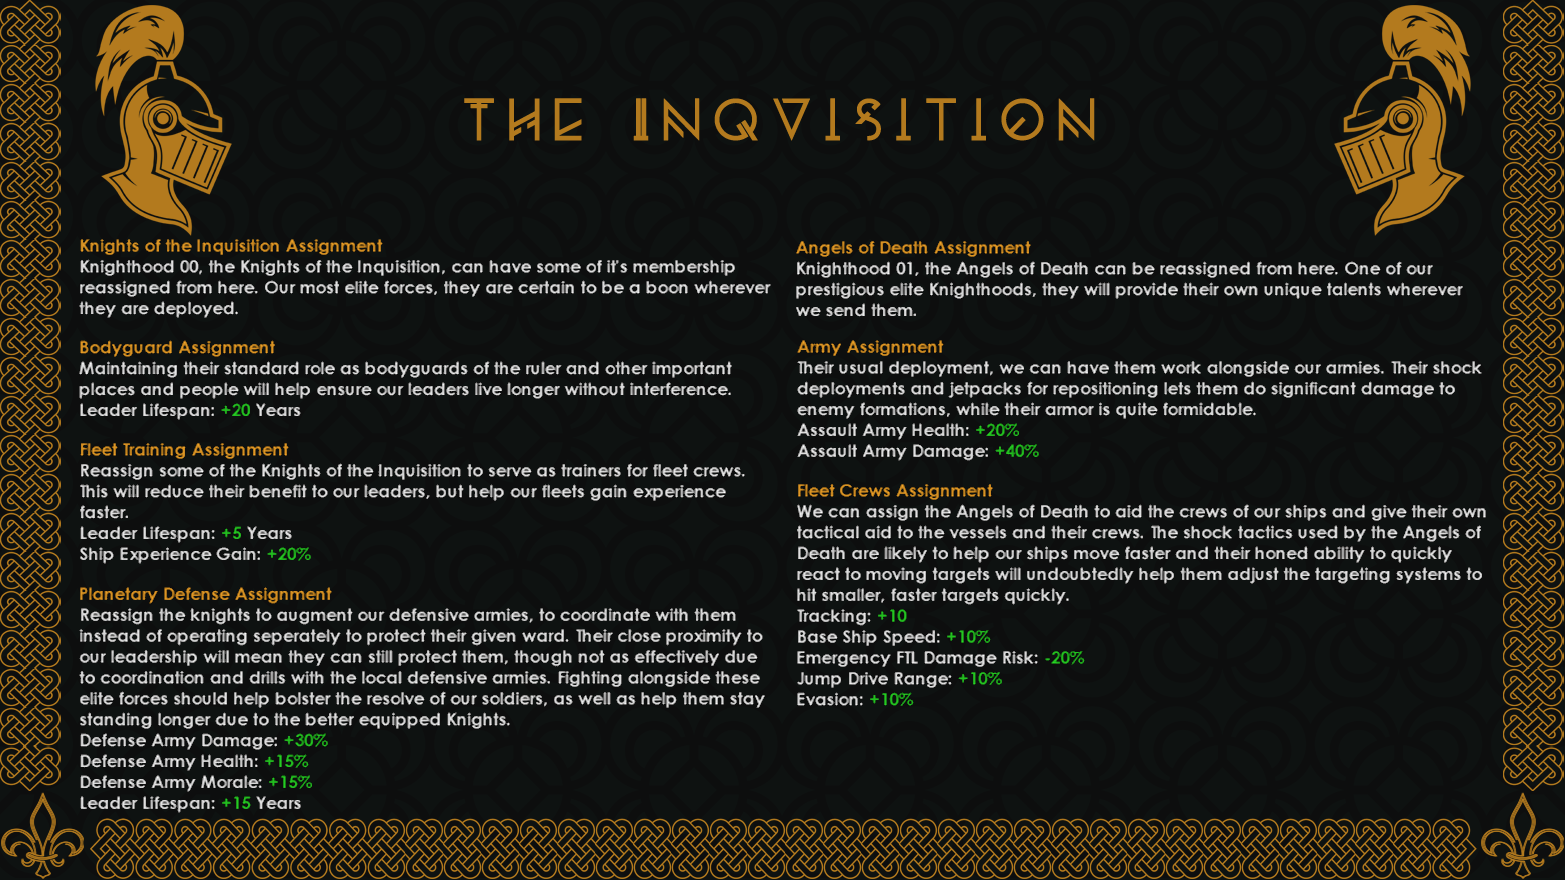 THE INQVISITION
Knights of the Inquisition Assignment
Knighthood 00, the Knights of the Inquisition, can have some of it's membership
reassigned from here. Our most elite forces, they are certain to be a boon wherever
they are deployed.
Bodyguard Assignment
Maintaining their standard role as bodyguards of the ruler and other important
places and people will help ensure our leaders live longer without interference.
Leader Lifespan: +20 Years
Fleet Training Assignment
Reassign some of the Knights of the Inquisition to serve as trainers for fleet crews.
This will reduce their benefit to our leaders, but help our fleets gain experience
faster.
Leader Lifespan: +5 Years
Ship Experience Gain: +20%
Planetary Defense Assignment
Reassign the knights to augment our defensive armies, to coordinate with them
instead of operating seperately to protect their given ward. Their close proximity to
our leadership will mean they can still protect them, though not as effectively due
to coordination and drills with the local defensive armies. Fighting alongside these
elite forces should help bolster the resolve of our soldiers, as well as help them stay
standing longer due to the better equipped Knights.
Defense Army Damage: +30%
Defense Army Health: +15%
Defense Army Morale: +15%
Leader Lifespan: +15 Years
Angels of Death Assignment
Knighthood 01, the Angels of Death can be reassigned from here. One of our
prestigious elite Knighthoods, they will provide their own unique talents wherever
we send them.
Army Assignment
Their usual deployment, we can have them work alongside our armies. Their shock
deployments and jetpacks for repositioning lets them do significant damage to
enemy formations, while their armor is quite formidable.
Assault Army Health: +20%
Assault Army Damage: +40%
Fleet Crews Assignment
We can assign the Angels of Death to aid the crews of our ships and give their own
tactical aid to the vessels and their crews. The shock tactics used by the Angels of
Death are likely to help our ships move faster and their honed ability to quickly
react to moving targets will undoubtedly help them adjust the targeting systems to
hit smaller, faster targets quickly.
Tracking: +10
Base Ship Speed: +10%
Emergency FTL Damage Risk: -20%
Jump Drive Range: +10%
Evasion: +10%